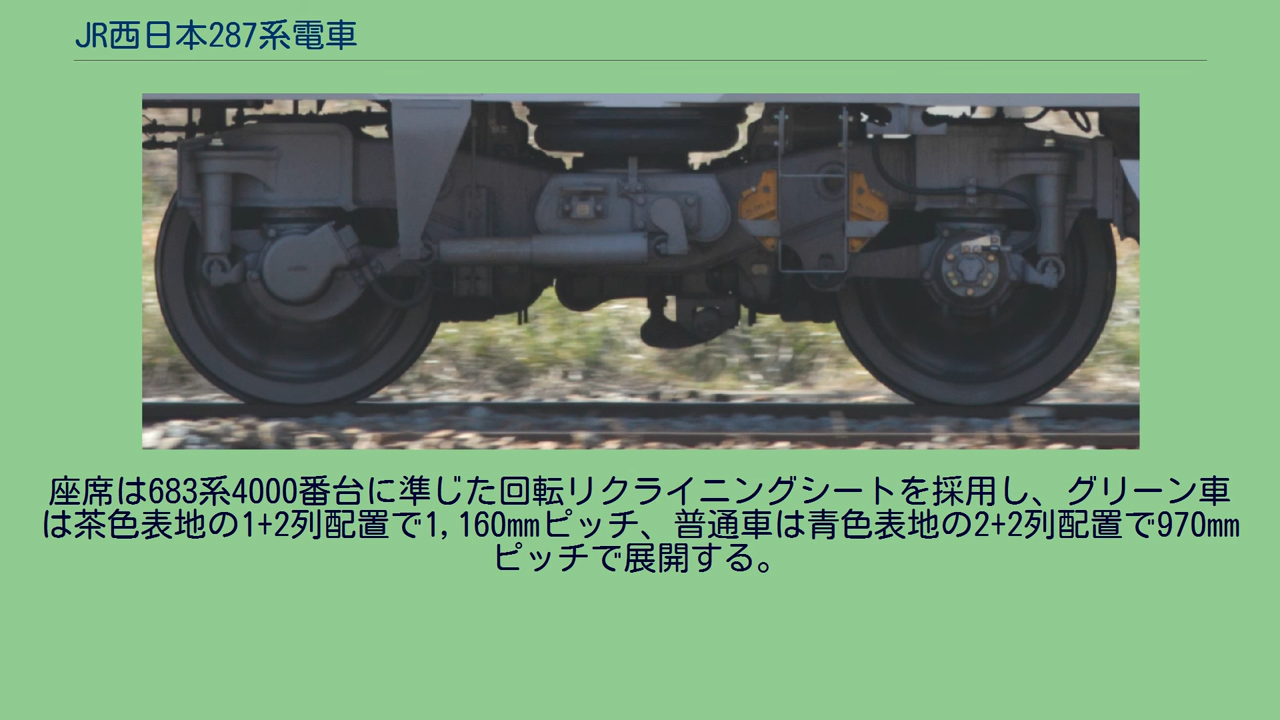 JR西日本287系電車
座席は683系4000番台に準じた回転リクライニングシートを採用し、グリーン車
は茶色表地の1+2列配置で1,160mmピッチ、普通車は青色表地の2+2列配置で970mm
ピッチで展開する。